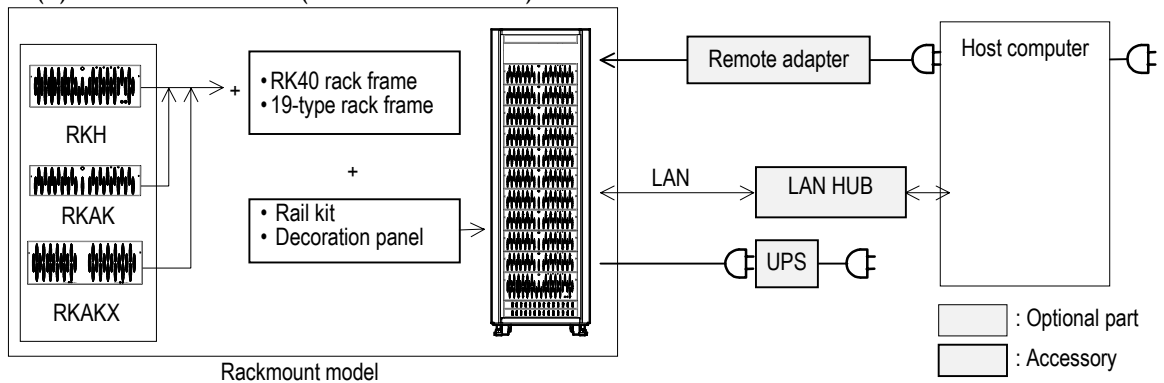 RKH
RKAK
RKAKX
+
• RK40 rack frame
• 19-type rack frame
+
• Rail kit
• Decoration panel
Remote adapter
Host computer
LAN
LAN HUB
UPS
: Optional part
: Accessory
Rackmount model